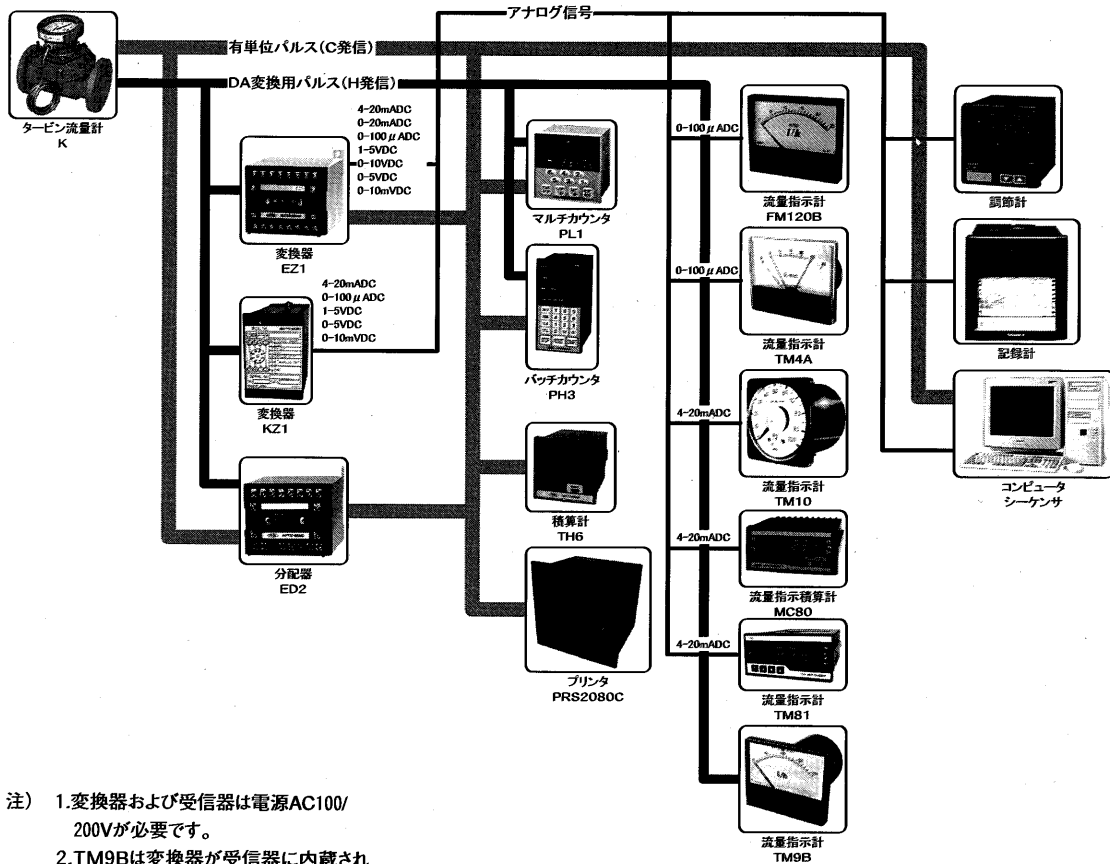 アナログ信号
有単位パルス(C発信)
DA変換用パルス(H発信)
タービン流量計
K
4-20mADC
0-20mADC
0-100μADC
1-5VDC
0-10VDC
0-5VDC
0-10mVDC
変換器
EZ1
4-20mADC
0-100μADC
1-5VDC
0-5VDC
0-10mVDC
変換器
KZ1
分配器
ED2
マルチカウンタ
PL1
バッチカウンタ
PH3
積算計
TH6
プリンタ
PRS2080C
0-100μADC
流量指示計
FM120B
0-100μADC
流量指示計
TM4A
4-20mADC
流量指示計
TM10
4-20mADC
流量指示積算計
MC80
4-20mADC
流量指示計
TM81
流量指示計
TM9B
調節計
記録計
コンピュータ
シーケンサ
注) 1.変換器および受信器は電源AC100/
200Vが必要です。
2.TM9Bは変換器が受信器に内蔵され